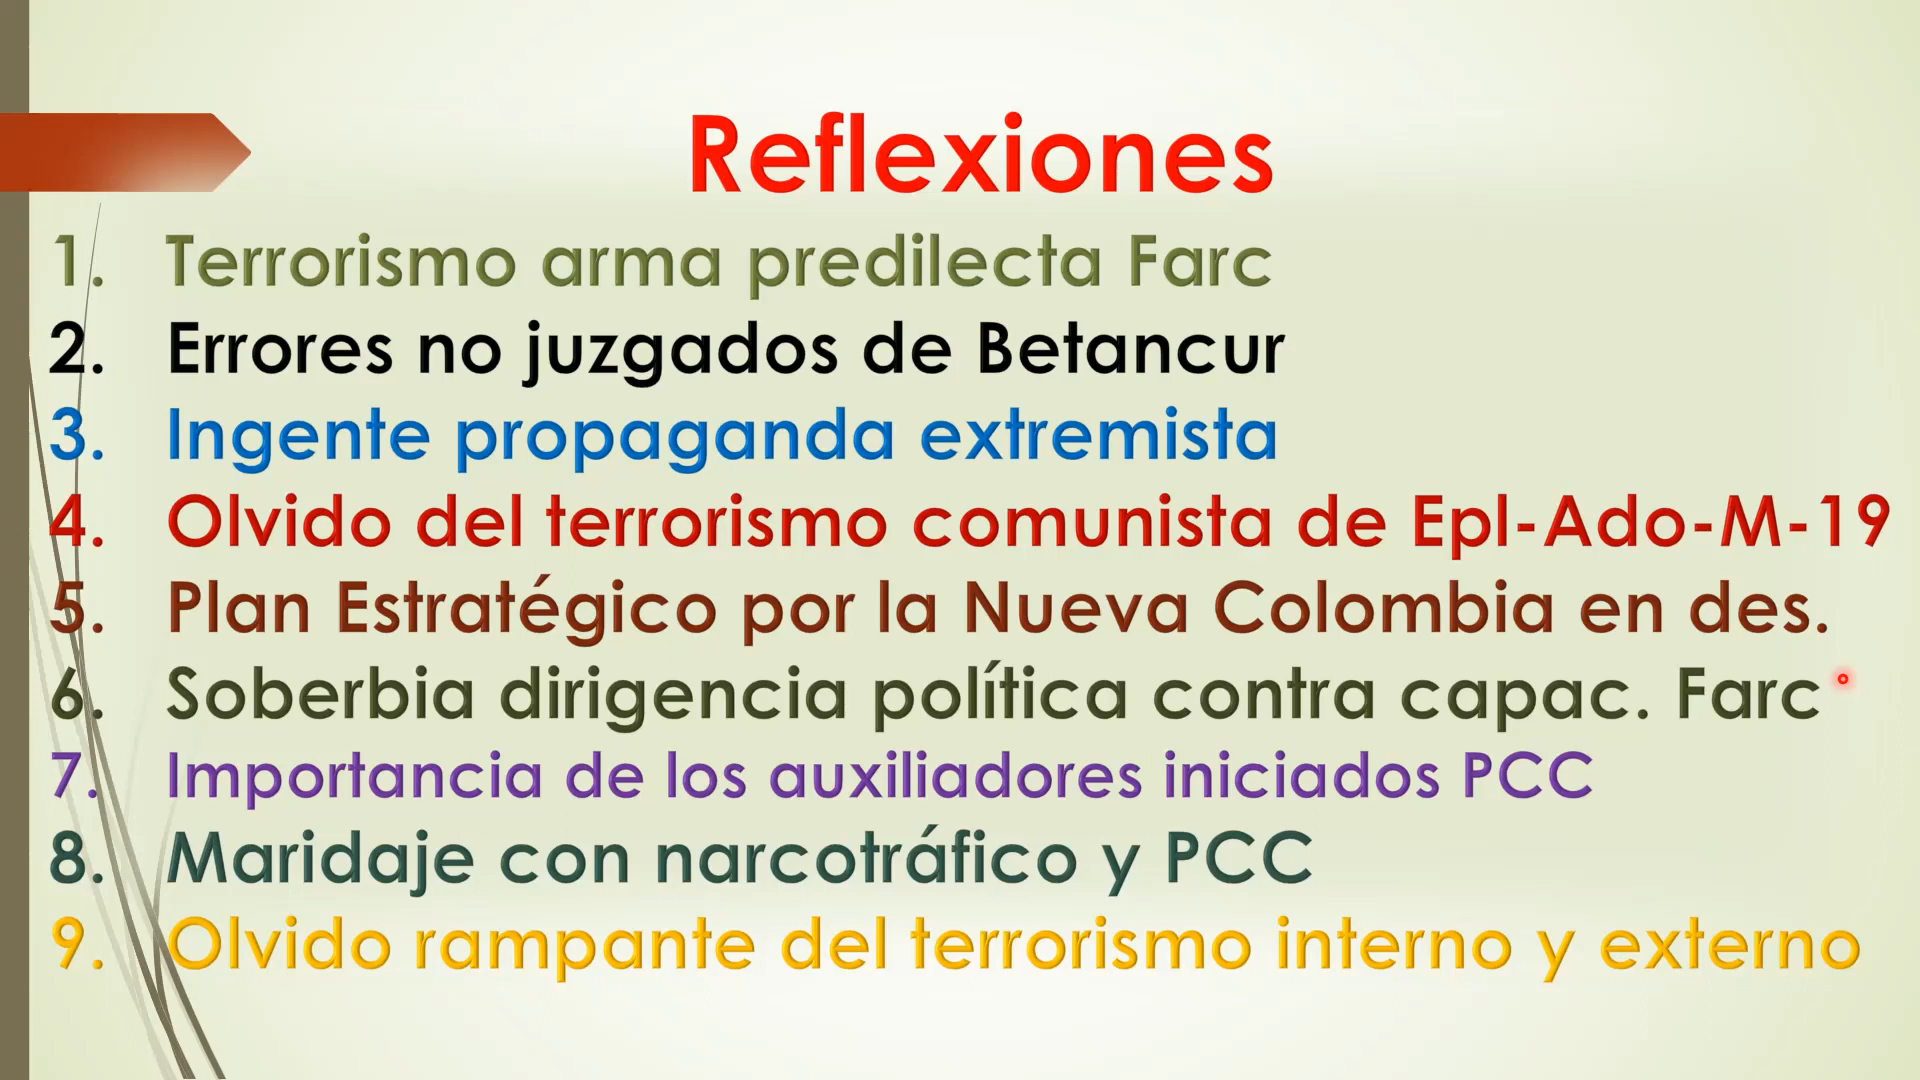 Reflexiones
1. Terrorismo arma predilecta Farc
2. Errores no juzgados de Betancur
3. Ingente propaganda extremista
4. Olvido del terrorismo comunista de Epl-Ado-M-19
5. Plan Estratégico por la Nueva Colombia en des.
6. Soberbia dirigencia política contra capac. Farc
7. Importancia de los auxiliadores iniciados PCC
8. Maridaje con narcotráfico y PCC
9. Olvido rampante del terrorismo interno y externo